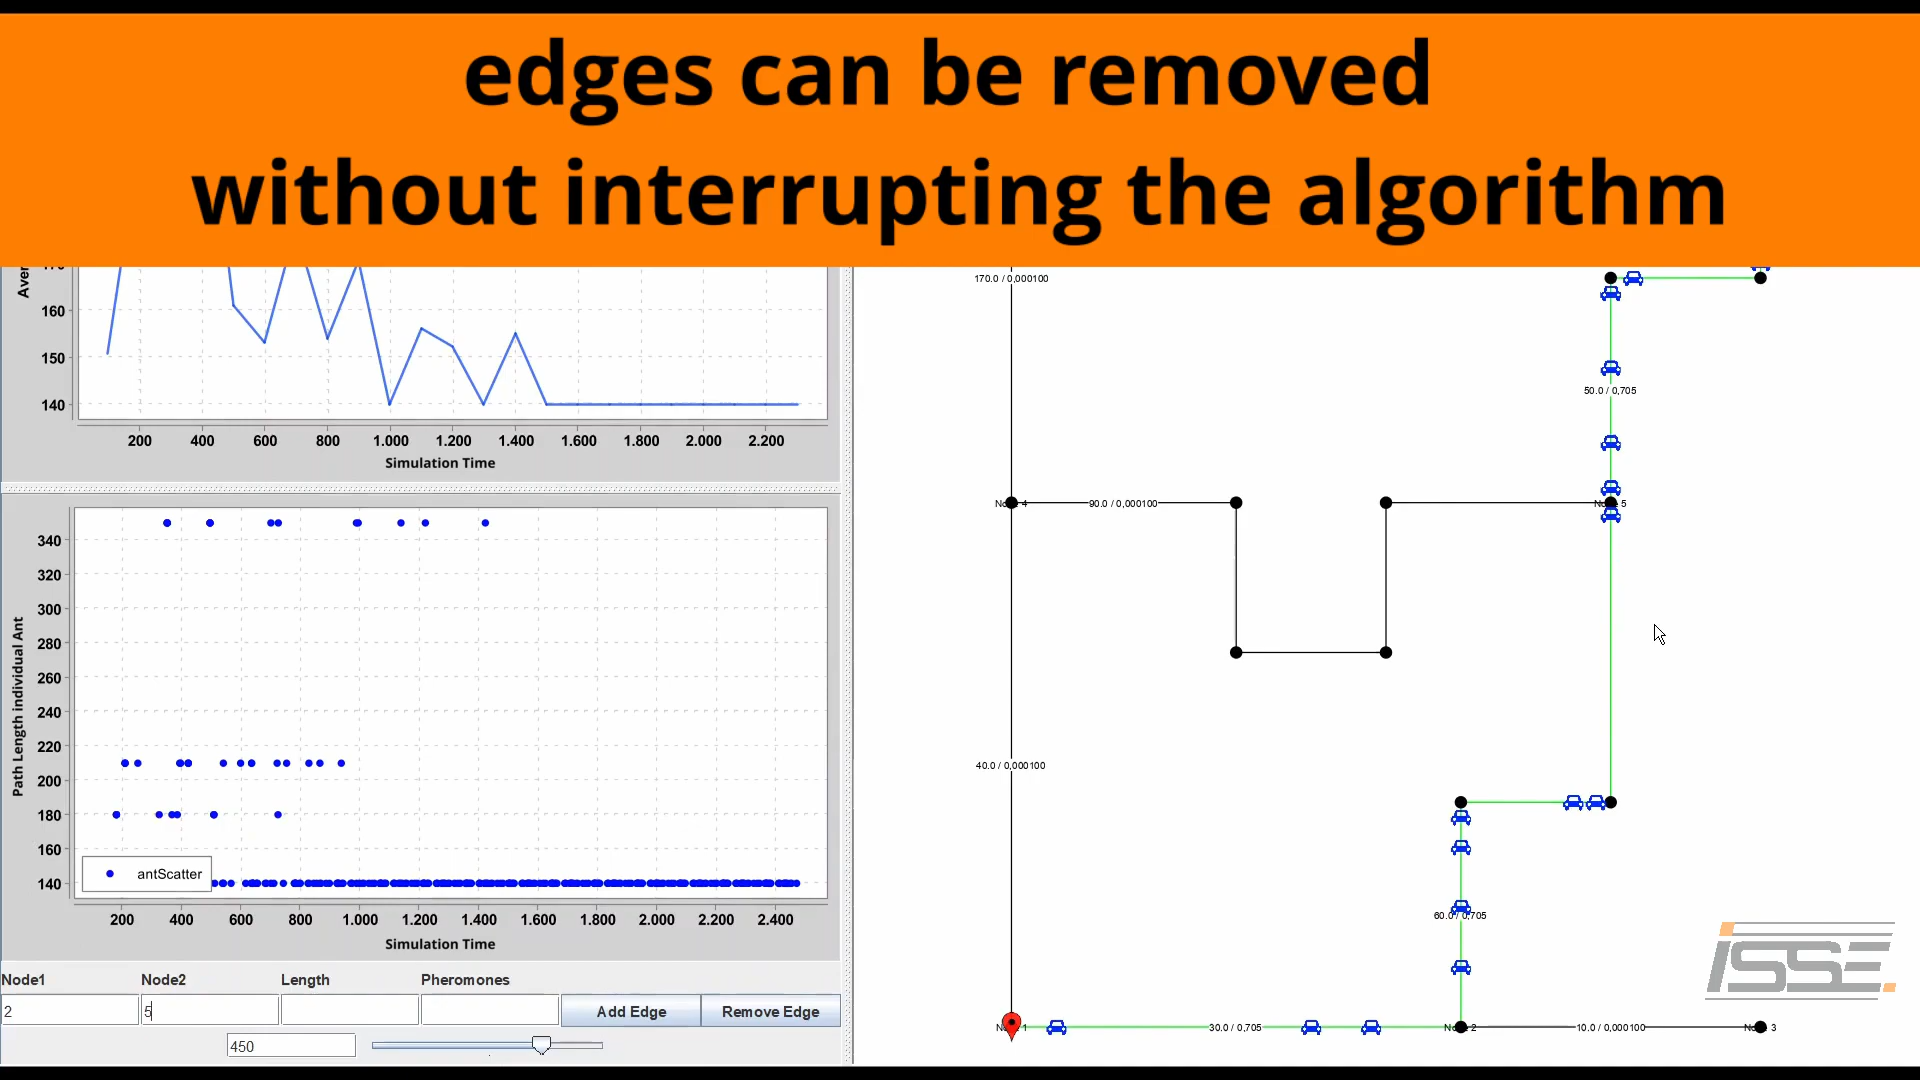 edges can be removed
without interrupting the algorithm
160
150
140
200 400 600 800 1.000 1.200 1.400 1.600 1.800 2.000 2.200
Simulation Time
340
320
300
280
260
240
220
200
180
160
140
Path Length individual Ant
antScatter
200 400 600 800 1.000 1.200 1.400 1.600 1.800 2.000 2.200 2.400
Simulation Time
Node1 Node2 Length Pheromones
2 5 Add Edge Remove Edge
450
170.0 / 0,000100
50.0 / 0,705
90.0 / 0,000100
40.0 / 0,000100
60.0 / 0,705
30.0 / 0,705
10.0 / 0,000100
ISSE